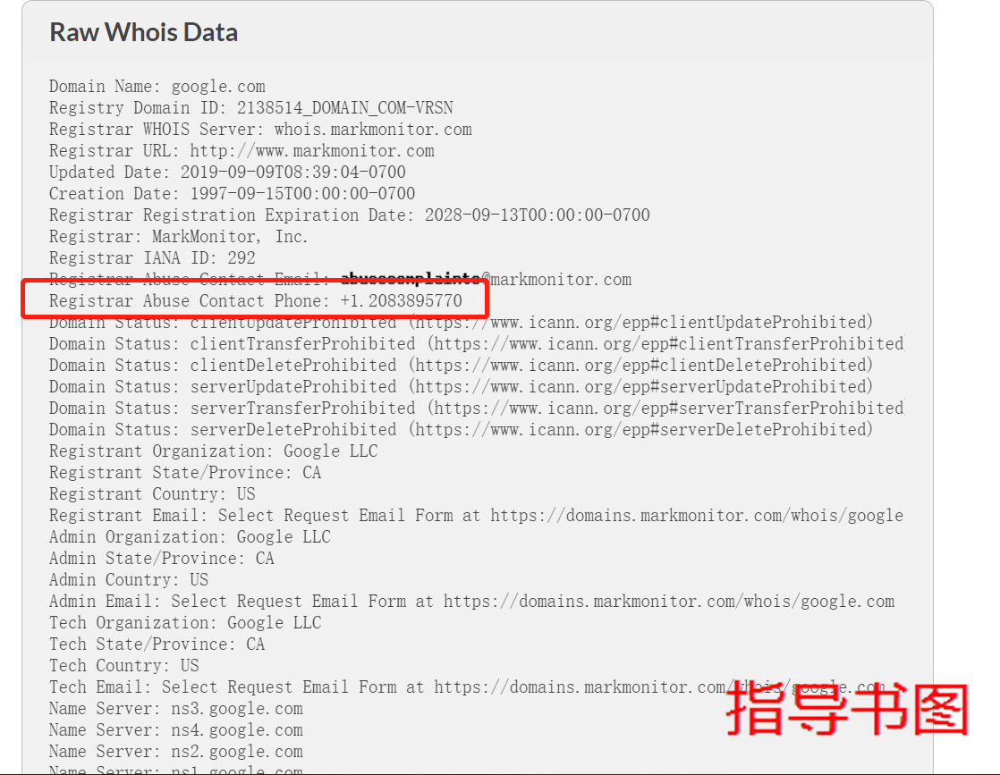 Raw Whois Data
Domain Name: google.com
Registry Domain ID: 2138514_DOMAIN_COM-VRSN
Registrar WHOIS Server: whois.markmonitor.com
Registrar URL: http://www.markmonitor.com
Updated Date: 2019-09-09T08:39:04-0700
Creation Date: 1997-09-15T00:00:00-0700
Registrar Registration Expiration Date: 2028-09-13T00:00:00-0700
Registrar: MarkMonitor, Inc.
Registrar IANA ID: 292
Registrar Abuse Contact Email: abusecomplaints@markmonitor.com
Registrar Abuse Contact Phone: +1.2083895770
Domain Status: clientUpdateProhibited (https://www.icann.org/epp#clientUpdateProhibited)
Domain Status: clientTransferProhibited (https://www.icann.org/epp#clientTransferProhibited
Domain Status: clientDeleteProhibited (https://www.icann.org/epp#clientDeleteProhibited)
Domain Status: serverUpdateProhibited (https://www.icann.org/epp#serverUpdateProhibited)
Domain Status: serverTransferProhibited (https://www.icann.org/epp#serverTransferProhibited
Domain Status: serverDeleteProhibited (https://www.icann.org/epp#serverDeleteProhibited)
Registrant Organization: Google LLC
Registrant State/Province: CA
Registrant Country: US
Registrant Email: Select Request Email Form at https://domains.markmonitor.com/whois/google
Admin Organization: Google LLC
Admin State/Province: CA
Admin Country: US
Admin Email: Select Request Email Form at https://domains.markmonitor.com/whois/google.com
Tech Organization: Google LLC
Tech State/Province: CA
Tech Country: US
Tech Email: Select Request Email Form at https://domains.markmonitor.com/whois/google.com
指导书图
Name Server: ns3.google.com
Name Server: ns4.google.com
Name Server: ns2.google.com
Name Server: ns1.google.com